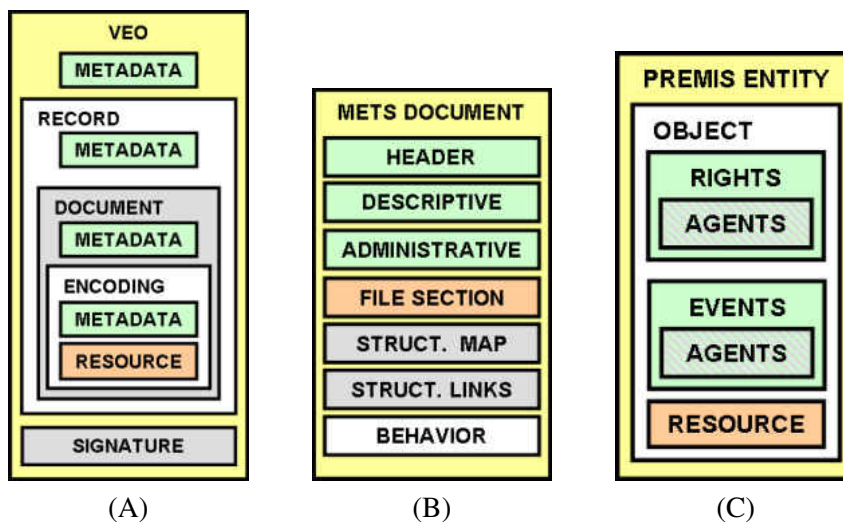 VEO
METADATA
RECORD
METADATA
DOCUMENT
METADATA
ENCODING
METADATA
RESOURCE
SIGNATURE
(A)
METS DOCUMENT
HEADER
DESCRIPTIVE
ADMINISTRATIVE
FILE SECTION
STRUCT. MAP
STRUCT. LINKS
BEHAVIOR
(B)
PREMIS ENTITY
OBJECT
RIGHTS
AGENTS
EVENTS
AGENTS
RESOURCE
(C)